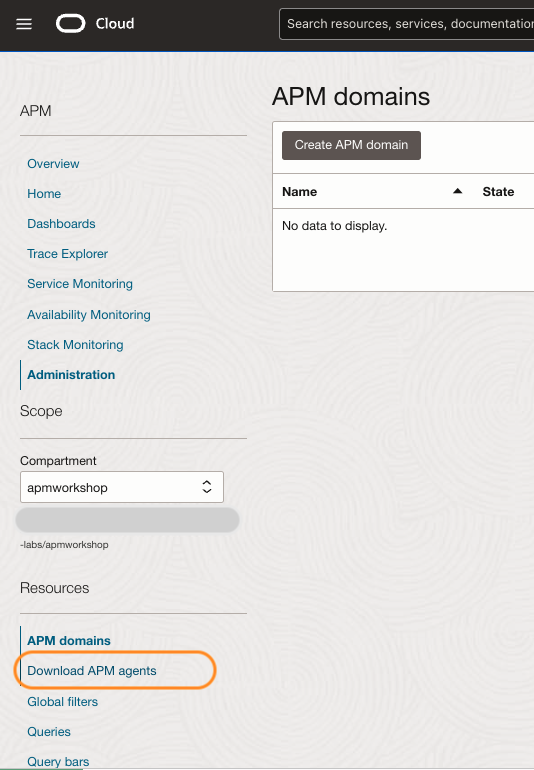 Cloud
Search resources, services, documentation
APM
Overview
Home
Dashboards
Trace Explorer
Service Monitoring
Availability Monitoring
Stack Monitoring
Administration
Scope
Compartment
apmworkshop
-labs/apmworkshop
Resources
APM domains
Download APM agents
Global filters
Queries
Query bars
APM domains
Create APM domain
Name State
No data to display.